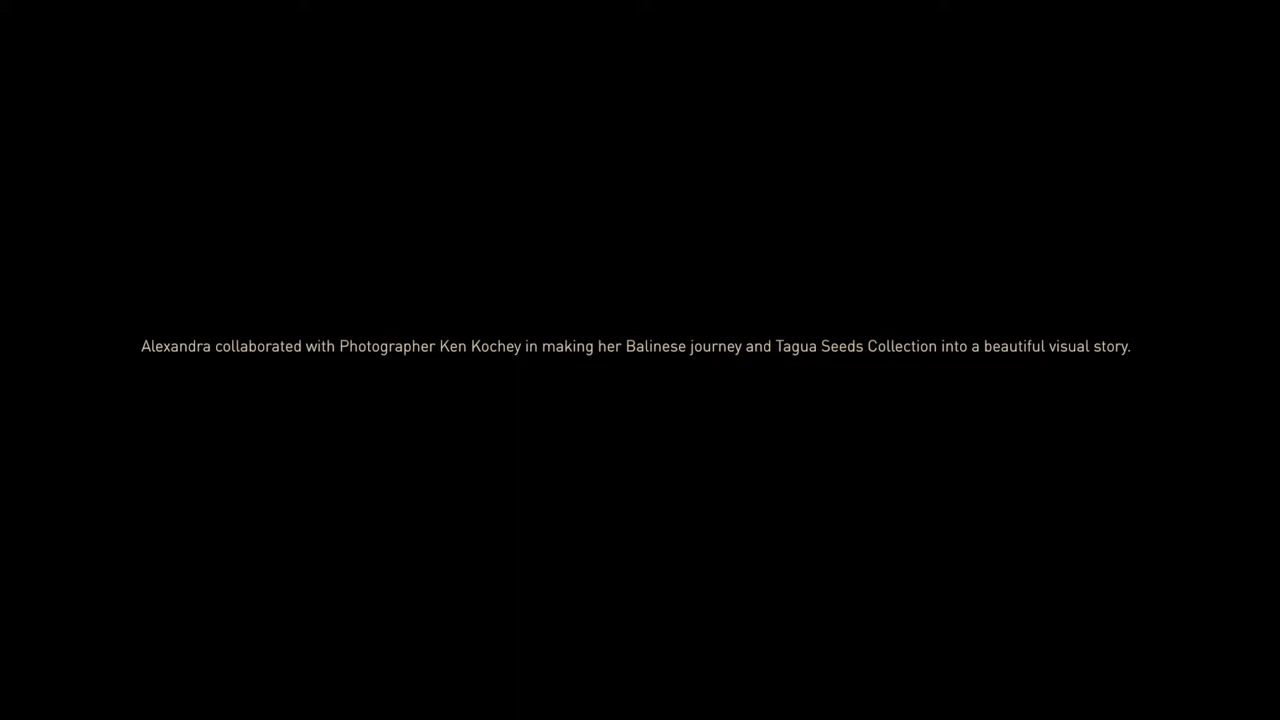 Alexandra collaborated with Photographer Ken Kochey in making her Balinese journey and Tagua Seeds Collection into a beautiful visual story.